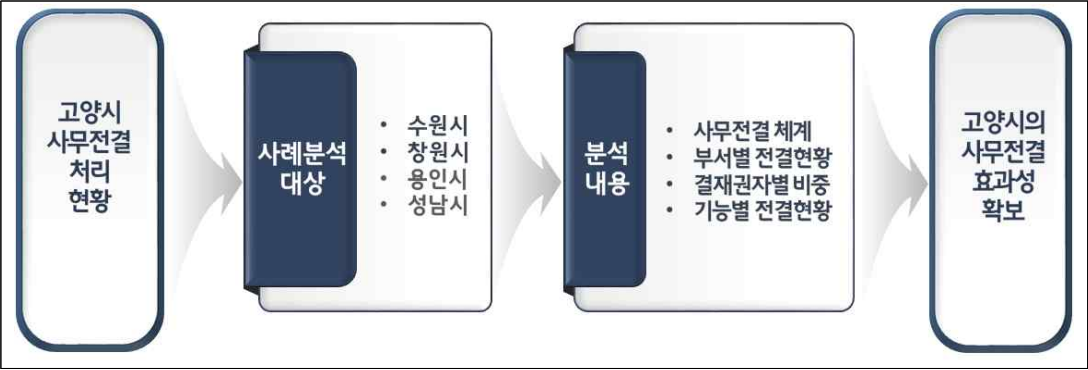 고양시
사무전결
처리
현황
사례분석
대상
• 수원시
• 창원시
• 용인시
• 성남시
분석
내용
• 사무전결 체계
• 부서별 전결현황
• 결재권자별 비중
• 기능별 전결현황
고양시의
사무전결
효과성
확보